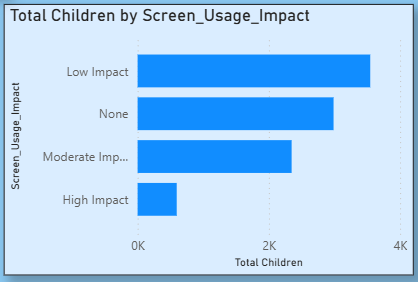 Total Children by Screen_Usage_Impact
Screen_Usage_Impact
Low Impact
None
Moderate Imp...
High Impact
0K 2K 4K
Total Children